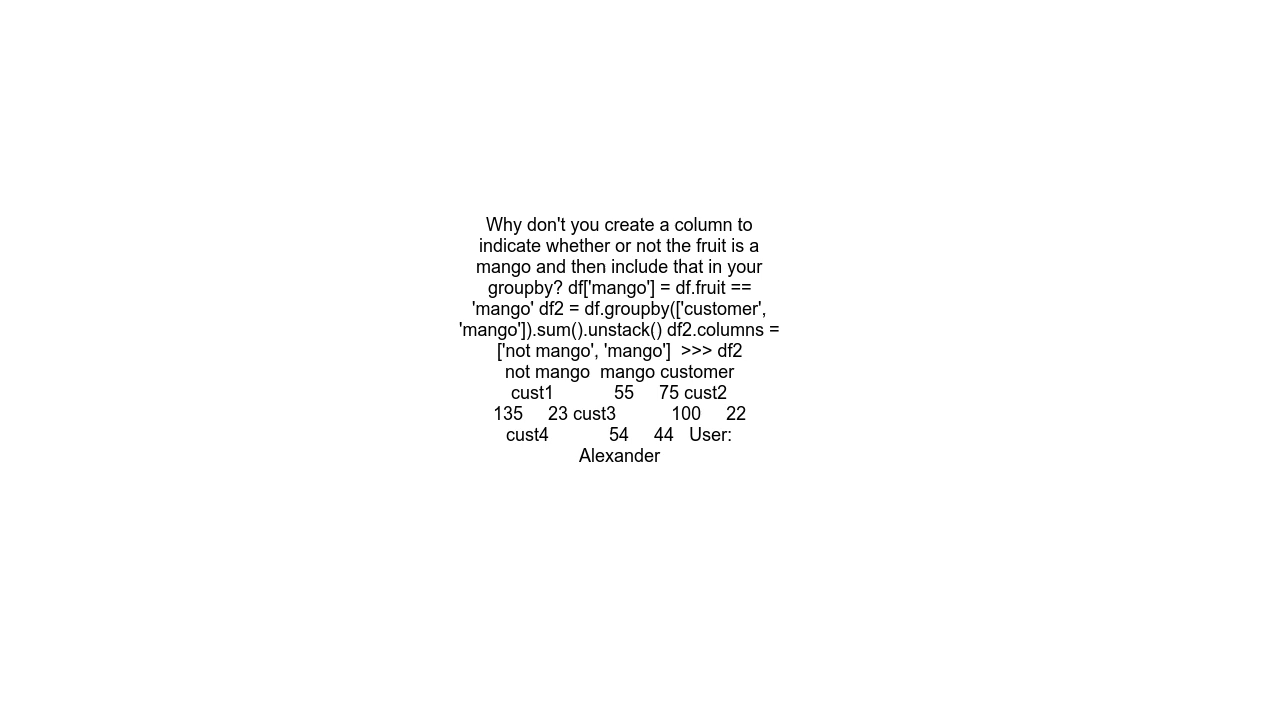 Why don't you create a column to
indicate whether or not the fruit is a
mango and then include that in your
groupby? df['mango'] = df.fruit ==
'mango' df2 = df.groupby(['customer',
'mango']).sum().unstack() df2.columns =
['not mango', 'mango']  >>> df2
not mango  mango customer
cust1            55     75 cust2
135     23 cust3           100     22
cust4            54     44   User:
Alexander